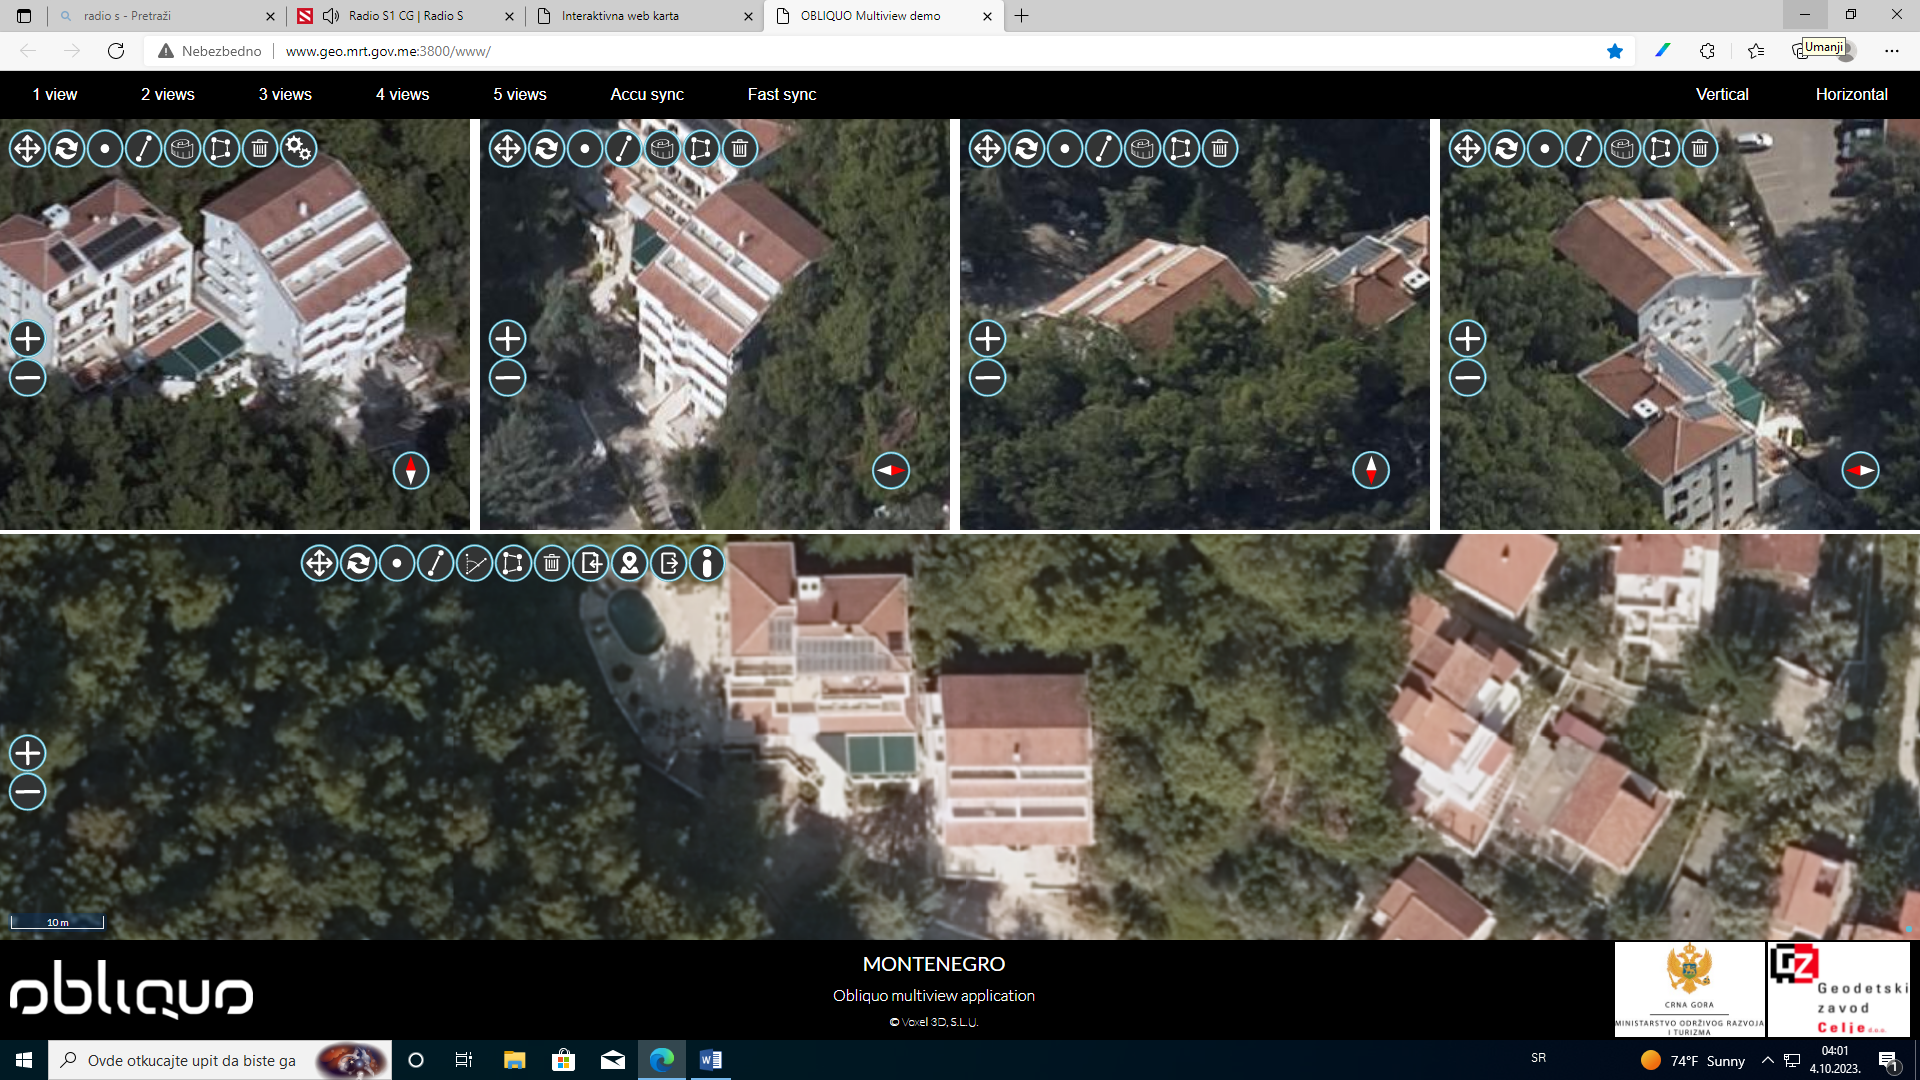 radio s - Pretraži
Radio S1 CG | Radio S
Interaktivna web karta
OBLIQUO Multiview demo
Nebezbedno
www.geo.mrt.gov.me:3800/www/
Umanji
1 view
2 views
3 views
4 views
5 views
Accu sync
Fast sync
Vertical
Horizontal
10 m
obliquo
MONTENEGRO
Obliquo multiview application
© Voxel 3D, S.L.U.
CRNA GORA
MINISTARSTVO ODRŽIVOG RAZVOJA
I TURIZMA
GZ
Geodetski
zavod
Celje d.o.o.
Ovde otkucajte upit da biste ga
SR
74°F Sunny
04:01
4.10.2023.
1